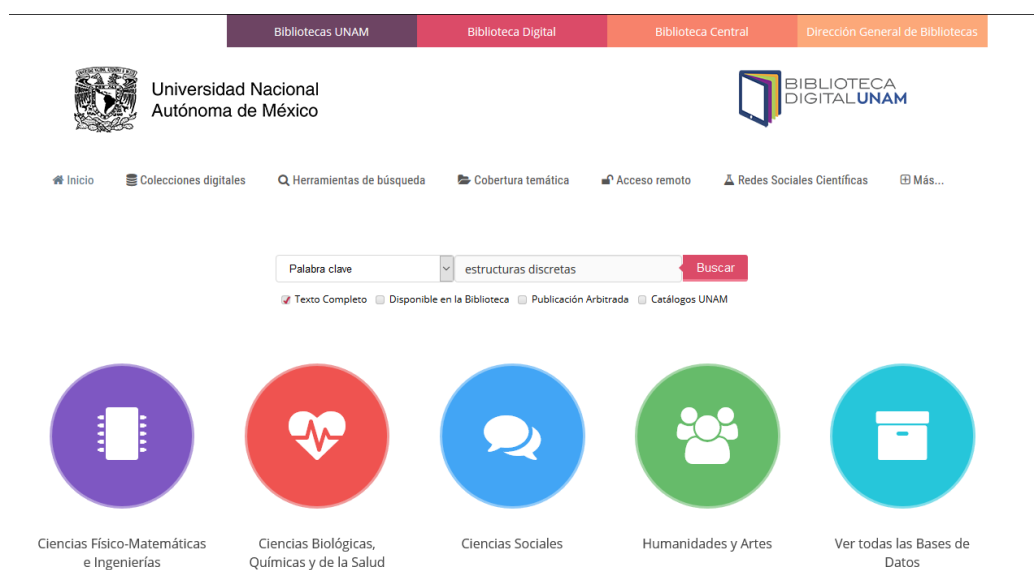 Bibliotecas UNAM
Biblioteca Digital
Biblioteca Central
Dirección General de Bibliotecas
Universidad Nacional
Autónoma de México
BIBLIOTECA
DIGITALUNAM
Inicio
Colecciones digitales
Herramientas de búsqueda
Cobertura temática
Acceso remoto
Redes Sociales Científicas
Más...
Palabra clave
estructuras discretas
Buscar
Texto Completo
Disponible en la Biblioteca
Publicación Arbitrada
Catálogos UNAM
Ciencias Físico-Matemáticas
e Ingenierías
Ciencias Biológicas,
Químicas y de la Salud
Ciencias Sociales
Humanidades y Artes
Ver todas las Bases de
Datos